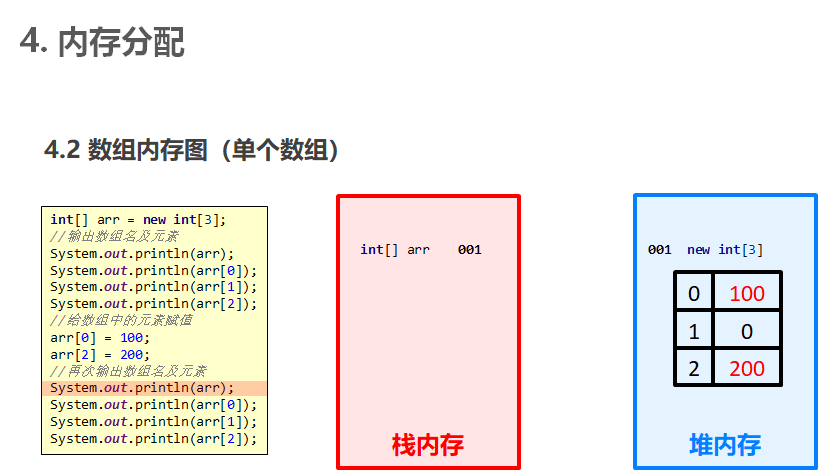 4. 内存分配
4.2 数组内存图（单个数组）
int[] arr = new int[3];
//输出数组名及元素
System.out.println(arr);
System.out.println(arr[0]);
System.out.println(arr[1]);
System.out.println(arr[2]);
//给数组中的元素赋值
arr[0] = 100;
arr[2] = 200;
//再次输出数组名及元素
System.out.println(arr);
System.out.println(arr[0]);
System.out.println(arr[1]);
System.out.println(arr[2]);
int[] arr 001
栈内存
001 new int[3]
0 100
1 0
2 200
堆内存